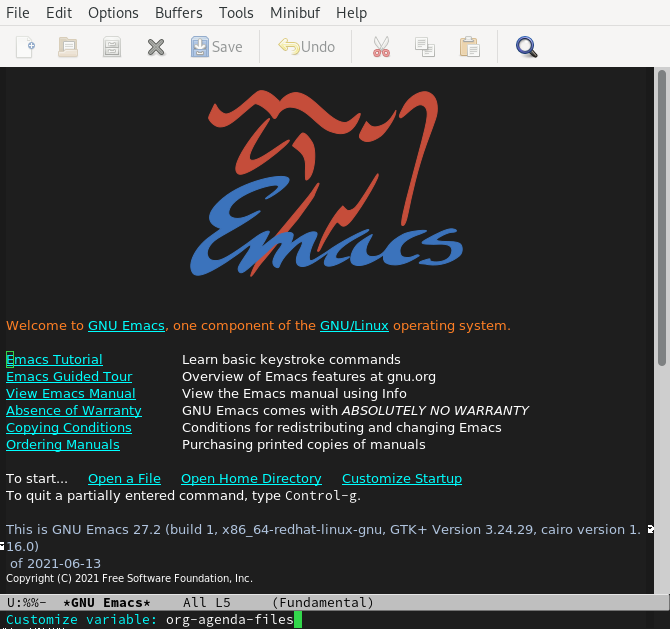 File Edit Options Buffers Tools Minibuf Help
Save Undo
Emacs
Welcome to GNU Emacs, one component of the GNU/Linux operating system.
Emacs Tutorial Learn basic keystroke commands
Emacs Guided Tour Overview of Emacs features at gnu.org
View Emacs Manual View the Emacs manual using Info
Absence of Warranty GNU Emacs comes with ABSOLUTELY NO WARRANTY
Copying Conditions Conditions for redistributing and changing Emacs
Ordering Manuals Purchasing printed copies of manuals
To start... Open a File Open Home Directory Customize Startup
To quit a partially entered command, type Control-g.
This is GNU Emacs 27.2 (build 1, x86_64-redhat-linux-gnu, GTK+ Version 3.24.29, cairo version 1.
16.0)
of 2021-06-13
Copyright (C) 2021 Free Software Foundation, Inc.
U:%%- *GNU Emacs* All L5 (Fundamental)
Customize variable: org-agenda-files